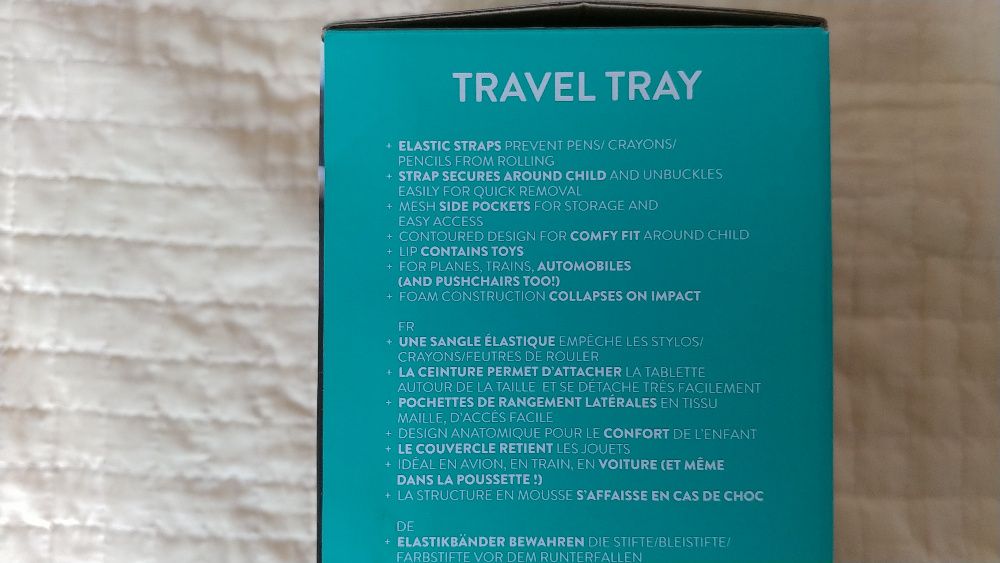 TRAVEL TRAY
+ ELASTIC STRAPS PREVENT PENS/ CRAYONS/
PENCILS FROM ROLLING
+ STRAP SECURES AROUND CHILD AND UNBUCKLES
EASILY FOR QUICK REMOVAL
+ MESH SIDE POCKETS FOR STORAGE AND
EASY ACCESS
+ CONTOURED DESIGN FOR COMFY FIT AROUND CHILD
+ LIP CONTAINS TOYS
+ FOR PLANES, TRAINS, AUTOMOBILES
(AND PUSHCHAIRS TOO!)
+ FOAM CONSTRUCTION COLLAPSES ON IMPACT
FR
+ UNE SANGLE ÉLASTIQUE EMPÊCHE LES STYLOS/
CRAYONS/FEUTRES DE ROULER
+ LA CEINTURE PERMET D'ATTACHER LA TABLETTE
AUTOUR DE LA TAILLE ET SE DÉTACHE TRÈS FACILEMENT
+ POCHETTES DE RANGEMENT LATÉRALES EN TISSU
MAILLE, D'ACCÈS FACILE
+ DESIGN ANATOMIQUE POUR LE CONFORT DE L'ENFANT
+ LE COUVERCLE RETIENT LES JOUETS
+ IDÉAL EN AVION, EN TRAIN, EN VOITURE (ET MÊME
DANS LA POUSSETTE !)
+ LA STRUCTURE EN MOUSSE S'AFFAISSE EN CAS DE CHOC
DE
+ ELASTIKBÄNDER BEWAHREN DIE STIFTE/BLEISTIFTE/
FARBSTIFTE VOR DEM RUNTERFALLEN